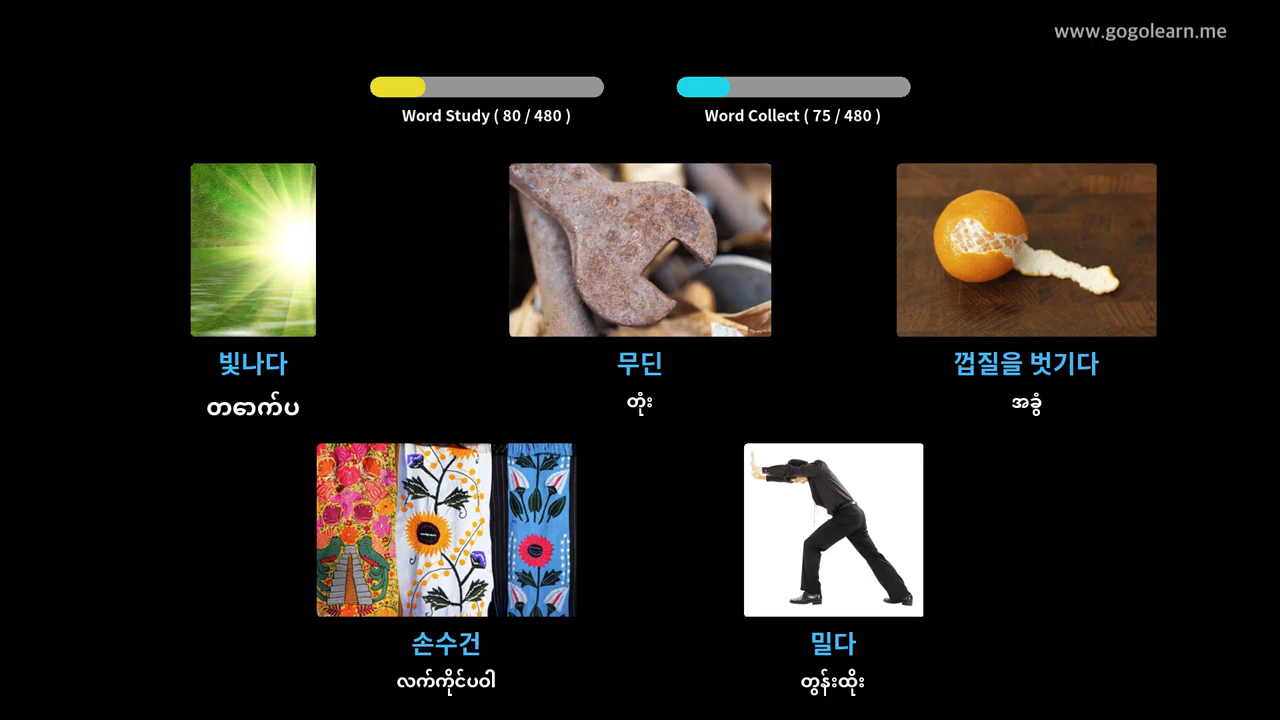 www.gogolearn.me
Word Study ( 80 / 480 )
Word Collect ( 75 / 480 )
빛나다
무딘
껍질을 벗기다
တောက်ပ
တုံး
အခွံ
손수건
밀다
လက်ကိုင်ပဝါ
တွန်းထိုး